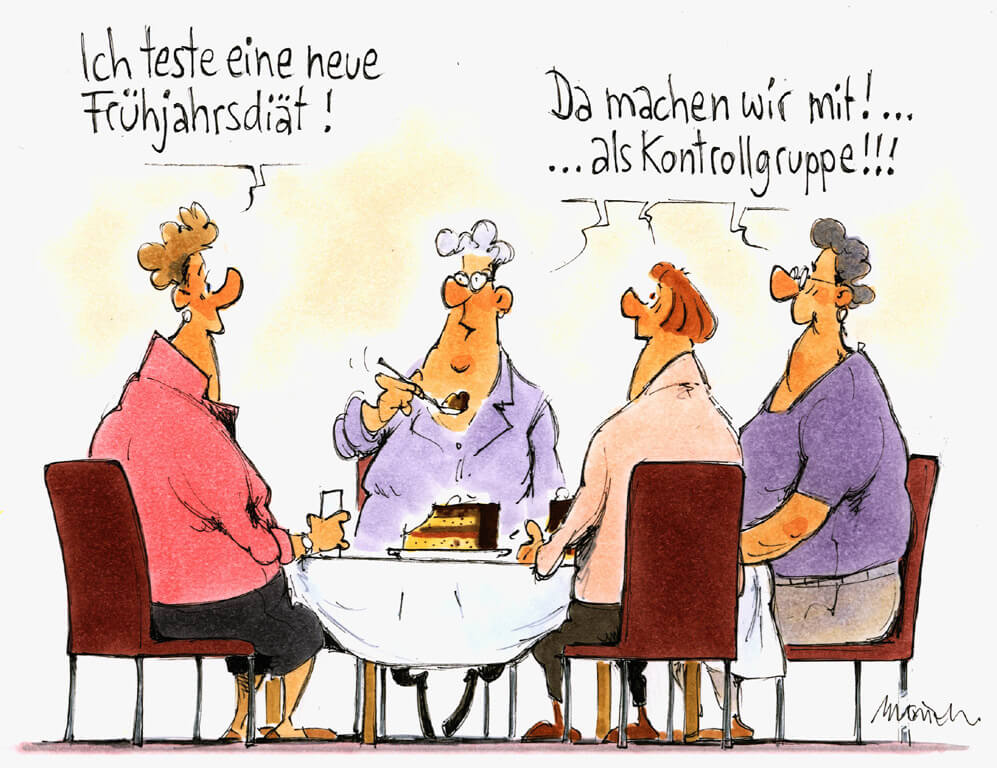 Ich teste eine neue
Frühjahrsdiät!
Da machen wir mit!...
...als Kontrollgruppe!!!